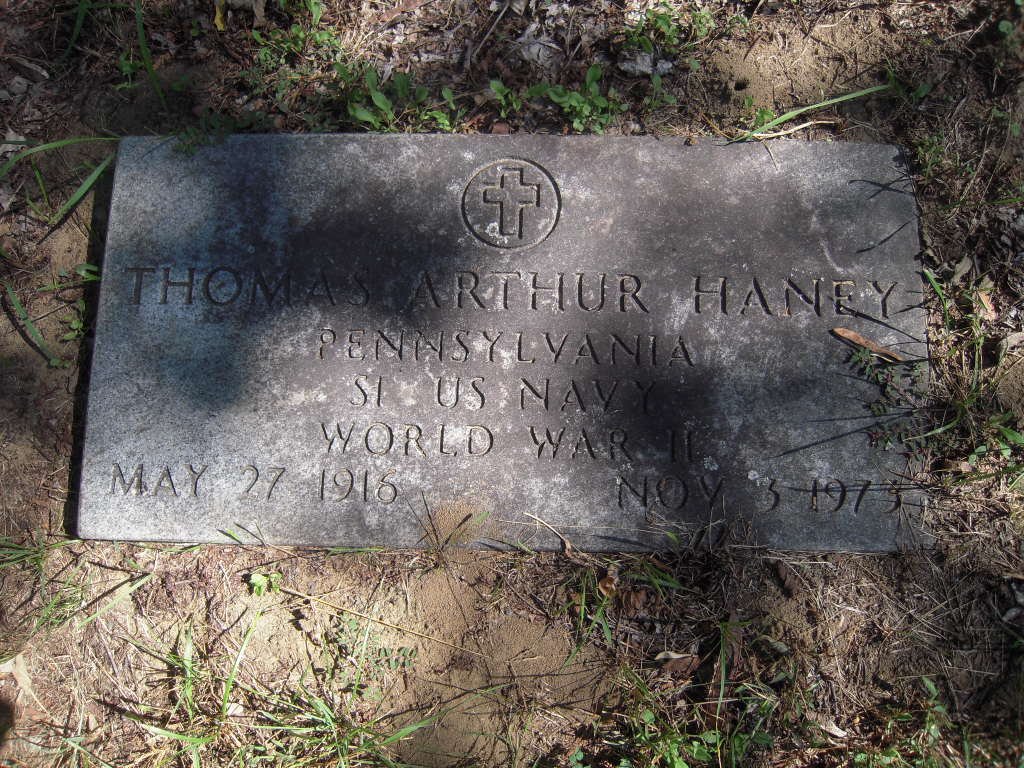 THOMAS ARTHUR HANEY
PENNSYLVANIA
S1 US NAVY
WORLD WAR II
MAY 27 1916 NOV 3 1973